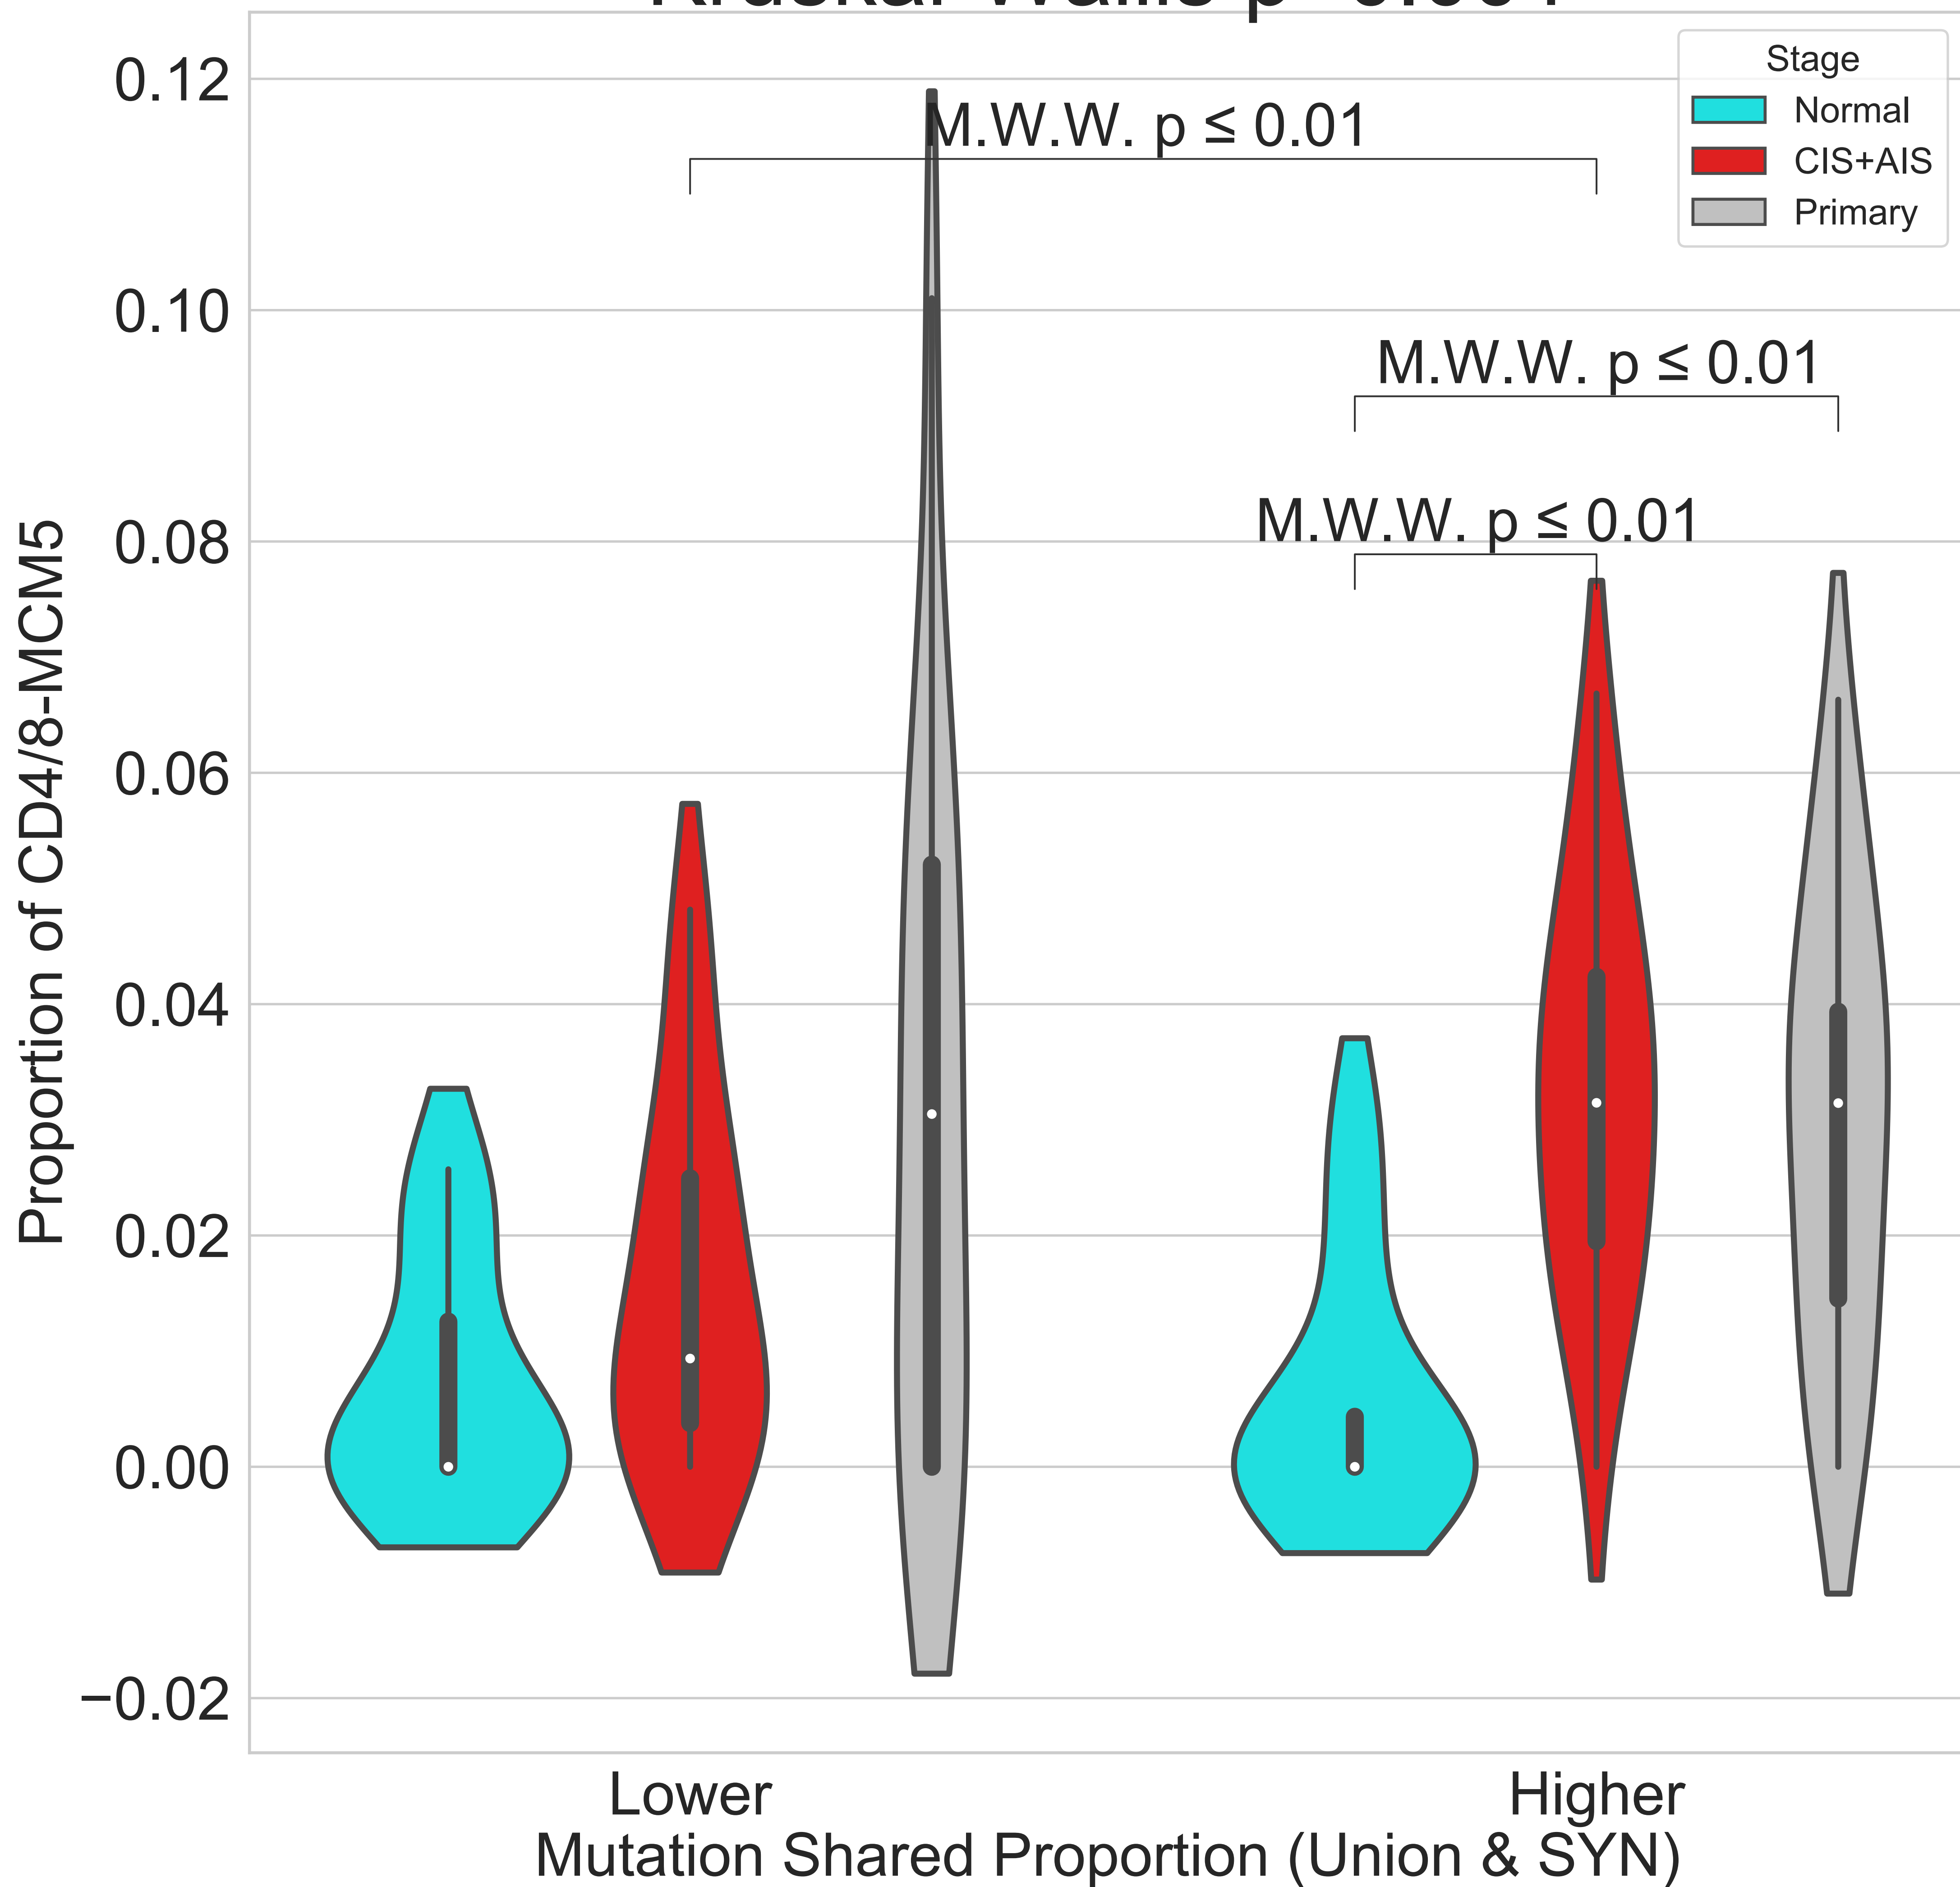 0.12
0.10
0.08
0.06
0.04
0.02
0.00
−0.02
Proportion of CD4/8-MCM5
M.W.W. p ≤ 0.01
M.W.W. p ≤ 0.01
M.W.W. p ≤ 0.01
Stage
Normal
CIS+AIS
Primary
Lower
Higher
Mutation Shared Proportion (Union & SYN)